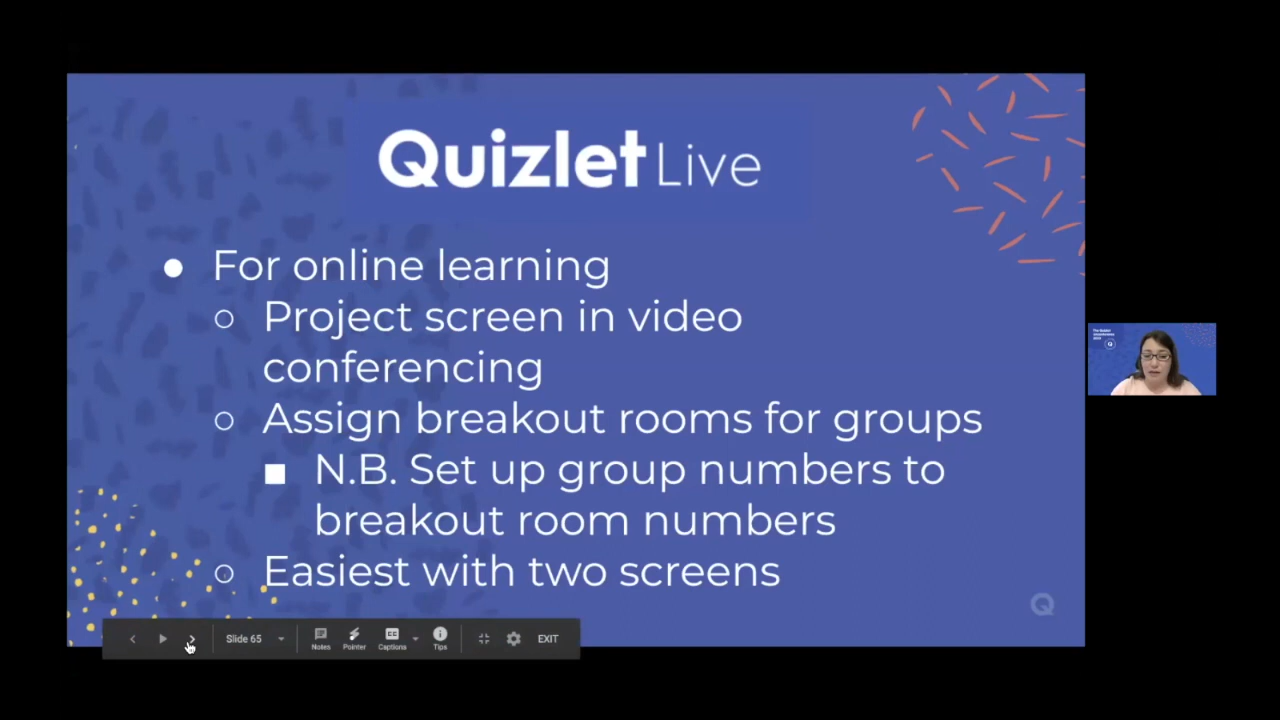 Quizlet Live
● For online learning
○ Project screen in video
conferencing
○ Assign breakout rooms for groups
■ N.B. Set up group numbers to
breakout room numbers
○ Easiest with two screens
Q
Slide 65 Notes Pointer CC Captions Tips EXIT